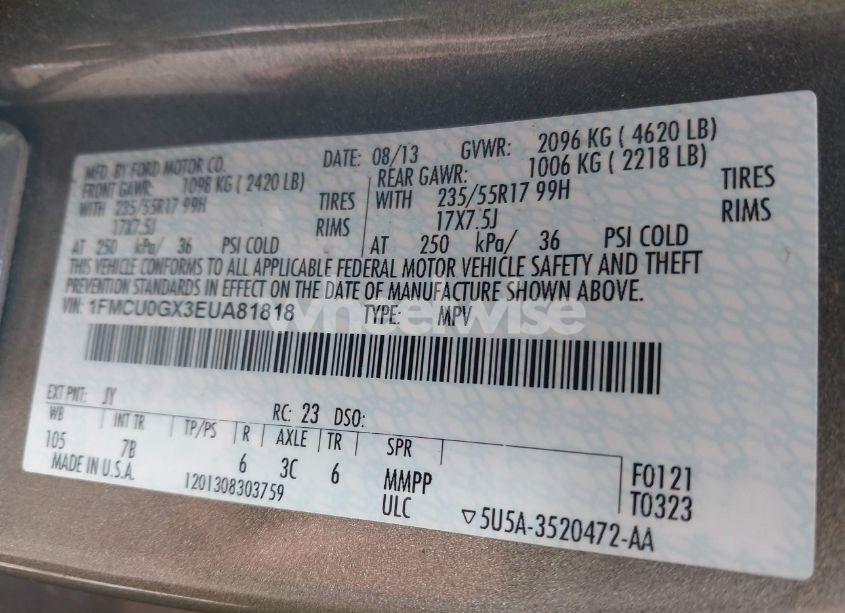 MFD. BY FORD MOTOR CO. DATE: 08/13 GVWR: 2096 KG ( 4620 LB)
FRONT GAWR: 1098 KG ( 2420 LB) REAR GAWR: 1006 KG ( 2218 LB)
WITH 235/55R17 99H TIRES WITH 235/55R17 99H TIRES
17X7.5J RIMS 17X7.5J RIMS
AT 250 kPa/ 36 PSI COLD AT 250 kPa/ 36 PSI COLD
THIS VEHICLE CONFORMS TO ALL APPLICABLE FEDERAL MOTOR VEHICLE SAFETY AND THEFT
PREVENTION STANDARDS IN EFFECT ON THE DATE OF MANUFACTURE SHOWN ABOVE.
VIN: 1FMCU0GX3EUA81818 TYPE: MPV
wheelwise
EXT PNT: JY RC: 23 DSO:
WB INT TR TP/PS R AXLE TR SPR
105 7B 6 3C 6 MMPP F0121
MADE IN U.S.A. 1201308303759 ULC T0323
▽5U5A-3520472-AA